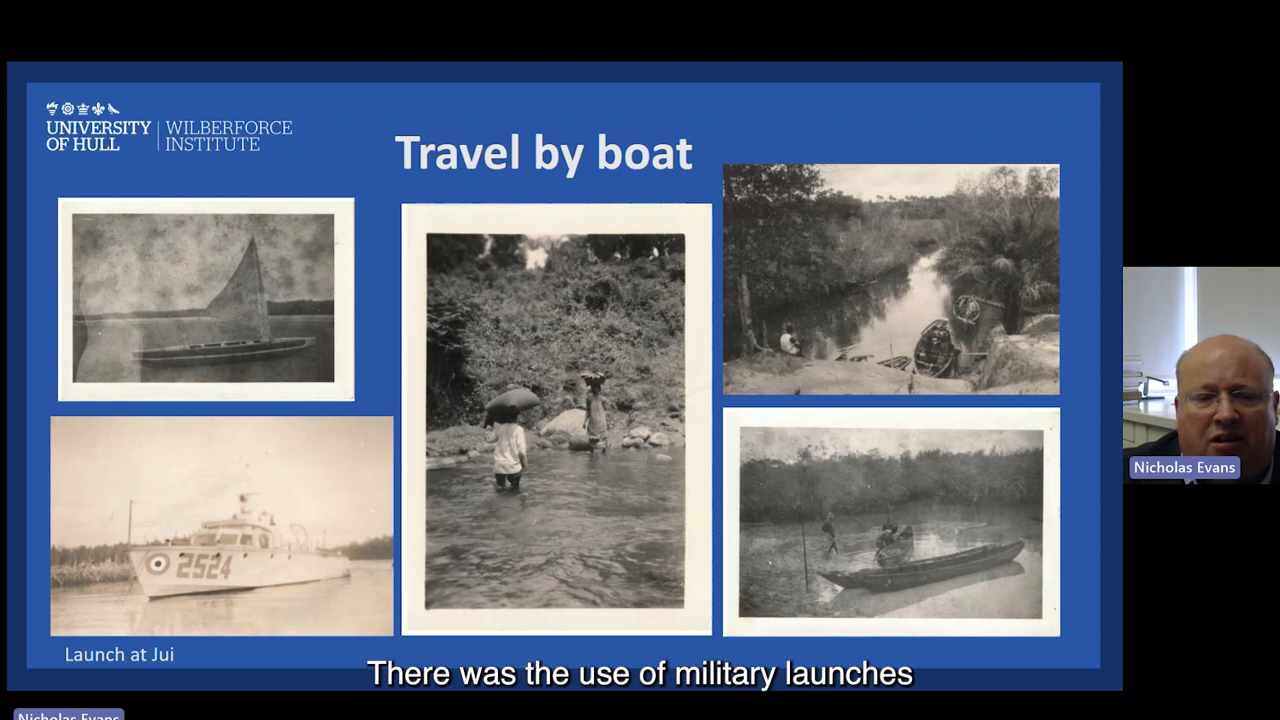 UNIVERSITY
OF HULL
WILBERFORCE
INSTITUTE
Travel by boat
2524
Launch at Jui
Nicholas Evans
There was the use of military launches
Nicholas Evans